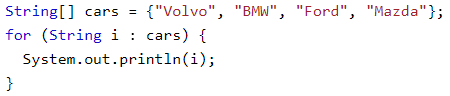 String[] cars = {"Volvo", "BMW", "Ford", "Mazda"};
for (String i : cars) {
  System.out.println(i);
}